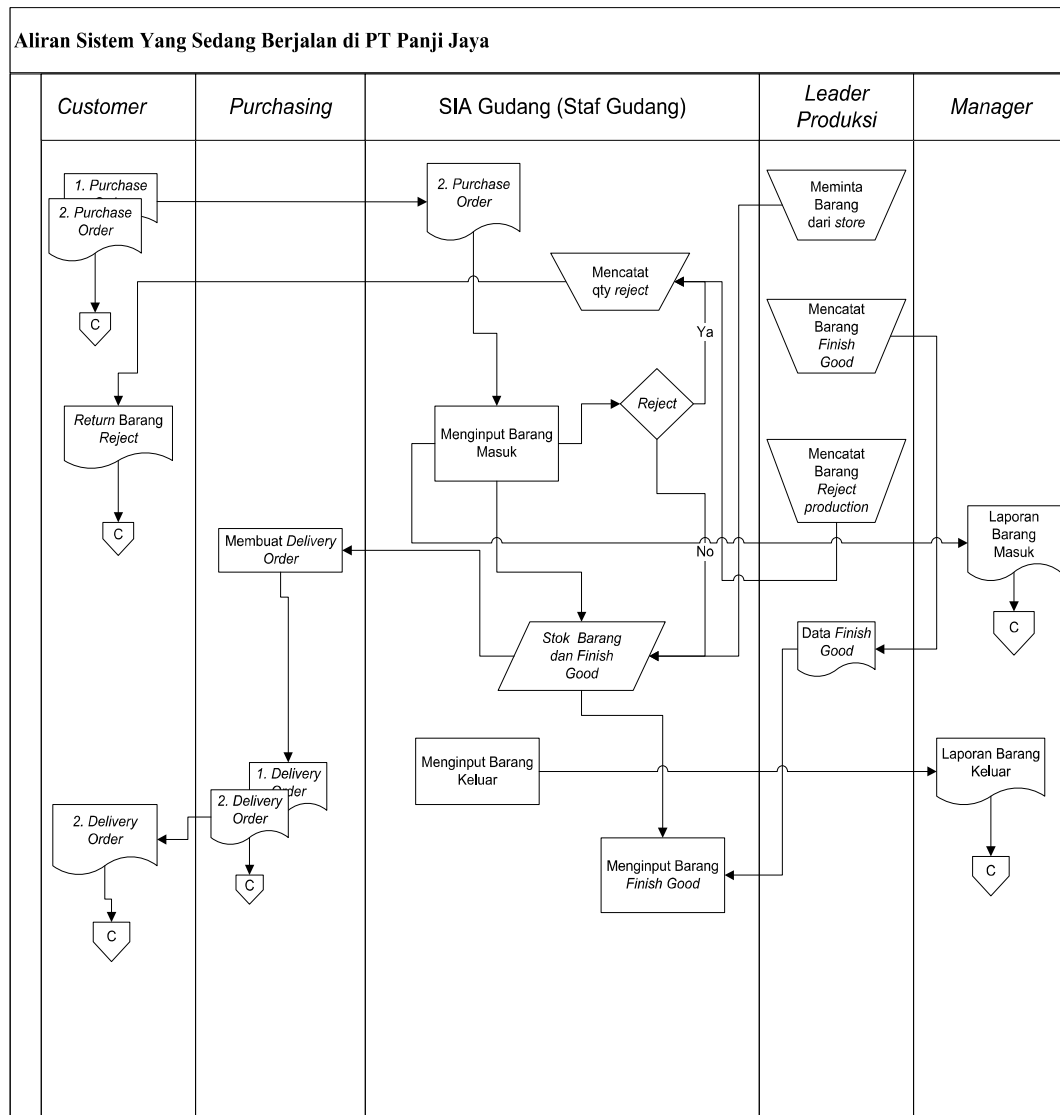 Aliran Sistem Yang Sedang Berjalan di PT Panji Jaya
Customer
Purchasing
SIA Gudang (Staf Gudang)
Leader
Produksi
Manager
1. Purchase
2. Purchase
Order
C
2. Purchase
Order
Meminta
Barang
dari store
Mencatat
qty reject
Ya
Mencatat
Barang
Finish
Good
Return Barang
Reject
C
Menginput Barang
Masuk
Reject
No
Mencatat
Barang
Reject
production
Laporan
Barang
Masuk
C
Membuat Delivery
Order
Stok Barang
dan Finish
Good
Data Finish
Good
Menginput Barang
Keluar
Laporan Barang
Keluar
C
1. Delivery
Order
2. Delivery
Order
C
2. Delivery
Order
C
Menginput Barang
Finish Good